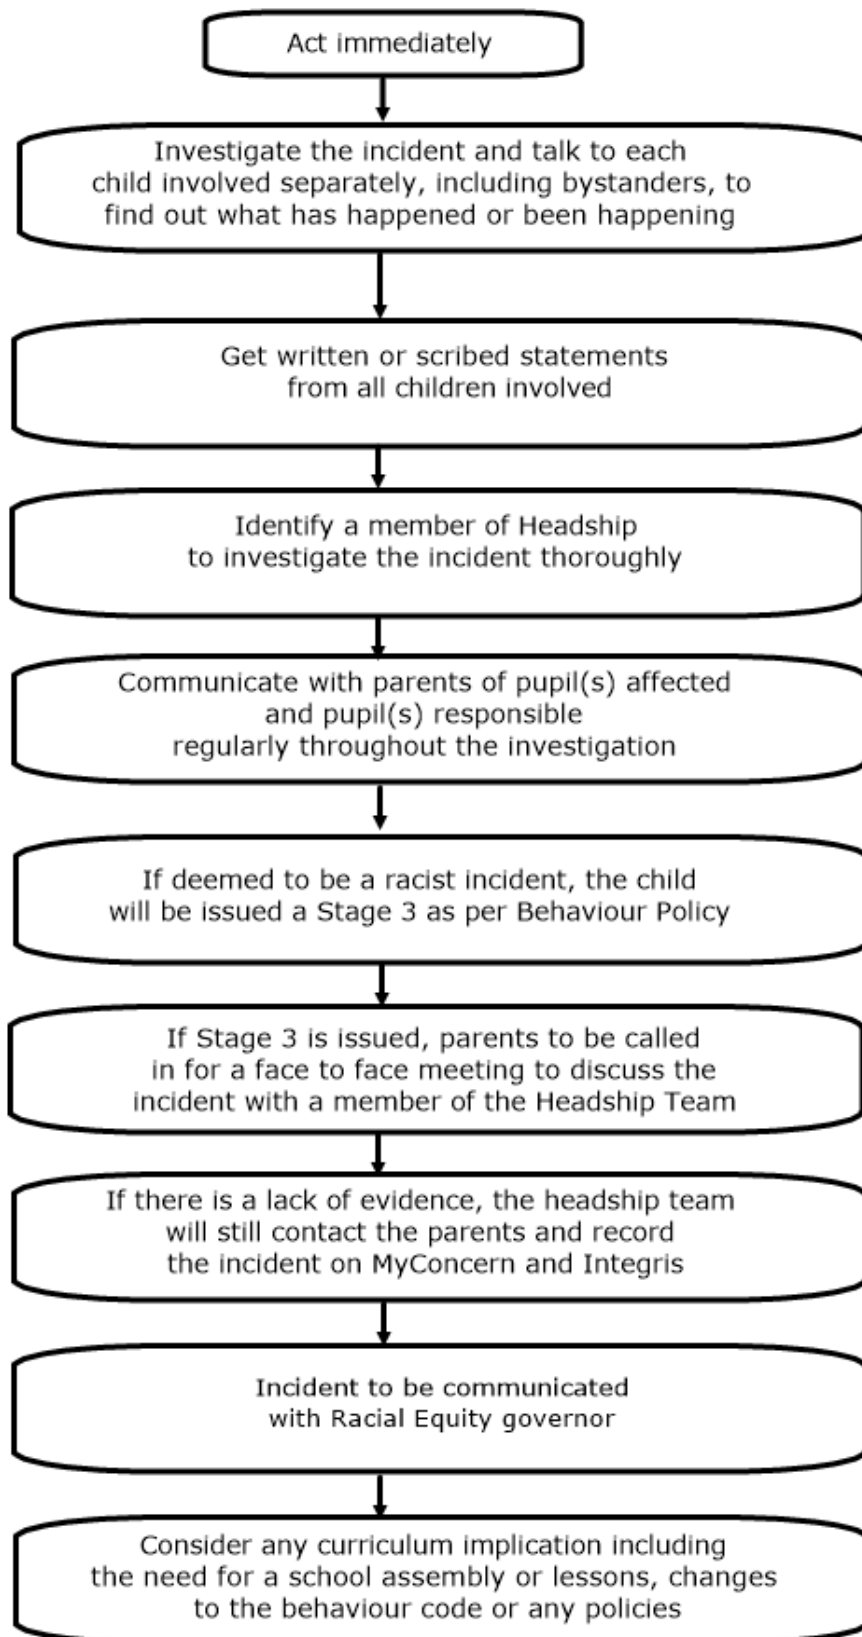 Act immediately
Investigate the incident and talk to each
child involved separately, including bystanders, to
find out what has happened or been happening
Get written or scribed statements
from all children involved
Identify a member of Headship
to investigate the incident thoroughly
Communicate with parents of pupil(s) affected
and pupil(s) responsible
regularly throughout the investigation
If deemed to be a racist incident, the child
will be issued a Stage 3 as per Behaviour Policy
If Stage 3 is issued, parents to be called
in for a face to face meeting to discuss the
incident with a member of the Headship Team
If there is a lack of evidence, the headship team
will still contact the parents and record
the incident on MyConcern and Integris
Incident to be communicated
with Racial Equity governor
Consider any curriculum implication including
the need for a school assembly or lessons, changes
to the behaviour code or any policies